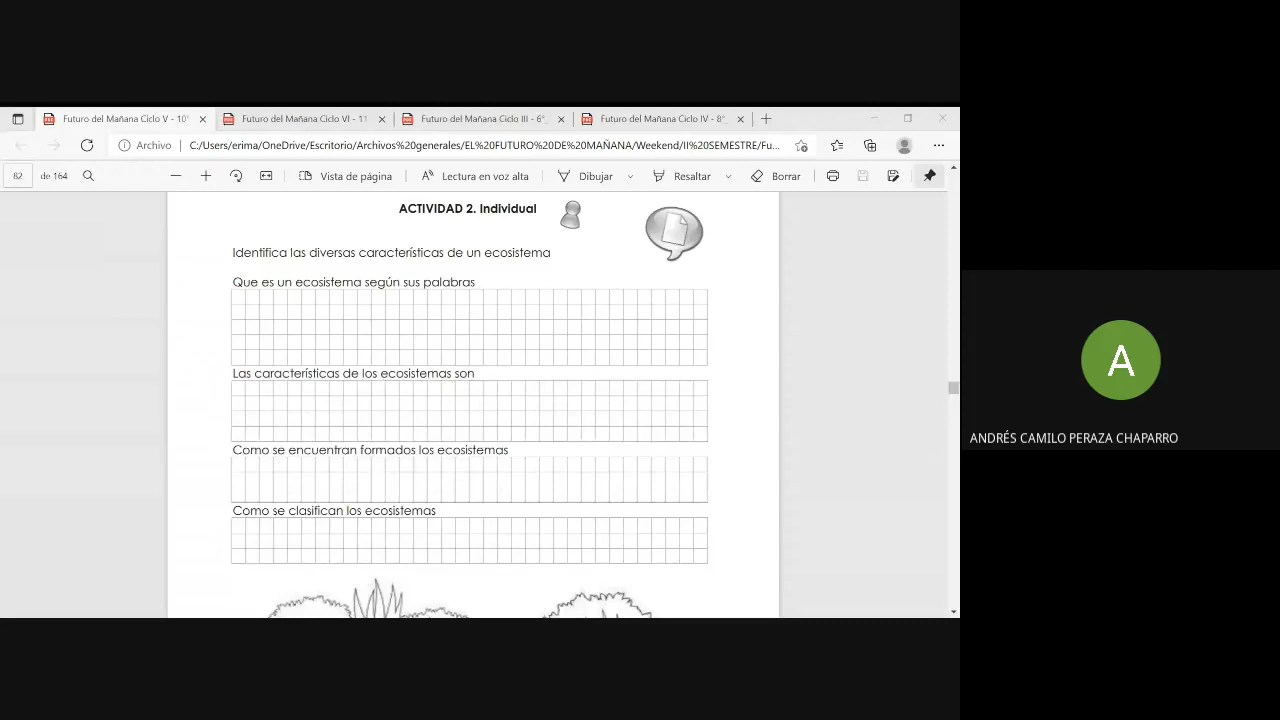 Futuro del Mañana Ciclo V - 10°
Futuro del Mañana Ciclo VI - 11
Futuro del Mañana Ciclo III - 6°_
Futuro del Mañana Ciclo IV - 8°_
Archivo
C:/Users/erima/OneDrive/Escritorio/Archivos%20generales/EL%20FUTURO%20DE%20MAÑANA/Weekend/II%20SEMESTRE/Fu...
82 de 164
Vista de página
Lectura en voz alta
Dibujar
Resaltar
Borrar
ACTIVIDAD 2. Individual
Identifica las diversas características de un ecosistema
Que es un ecosistema según sus palabras
Las características de los ecosistemas son
Como se encuentran formados los ecosistemas
Como se clasifican los ecosistemas
A
ANDRÉS CAMILO PERAZA CHAPARRO